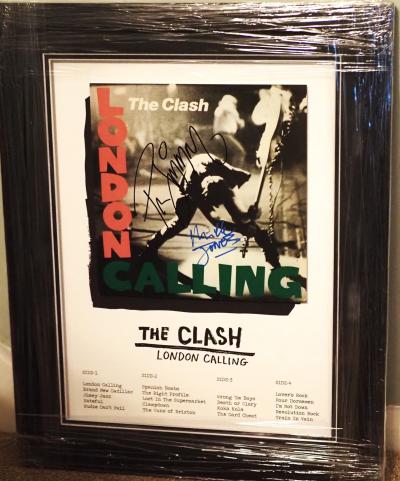 The Clash
LONDON
CALLING
Mick
Jones
THE CLASH
LONDON CALLING
SIDE-1
London Calling
Brand New Cadillac
Jimmy Jazz
Hateful
Rudie Can't Fail
SIDE-2
Spanish Bombs
The Right Profile
Lost In The Supermarket
Clampdown
The Guns of Brixton
SIDE-3
Wrong 'Em Boyo
Death or Glory
Koka Kola
The Card Cheat
SIDE-4
Lover's Rock
Four Horsemen
I'm Not Down
Revolution Rock
Train In Vain